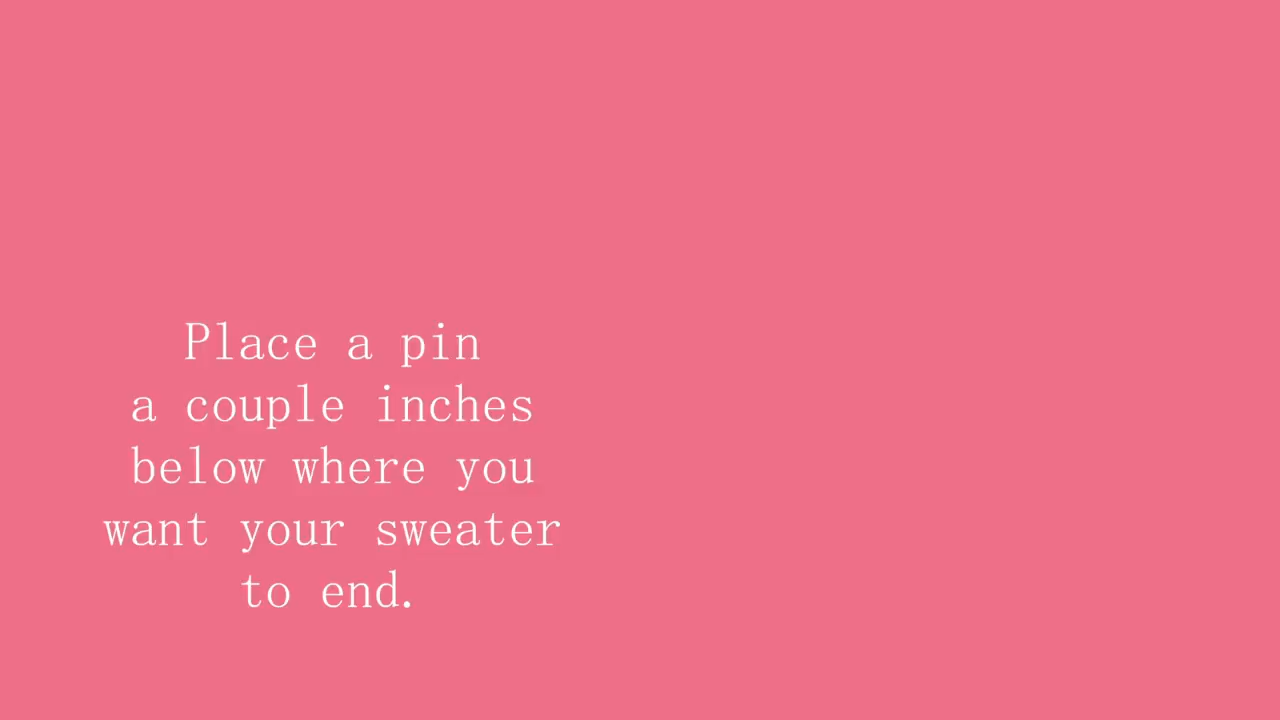 Place a pin
a couple inches
below where you
want your sweater
to end.